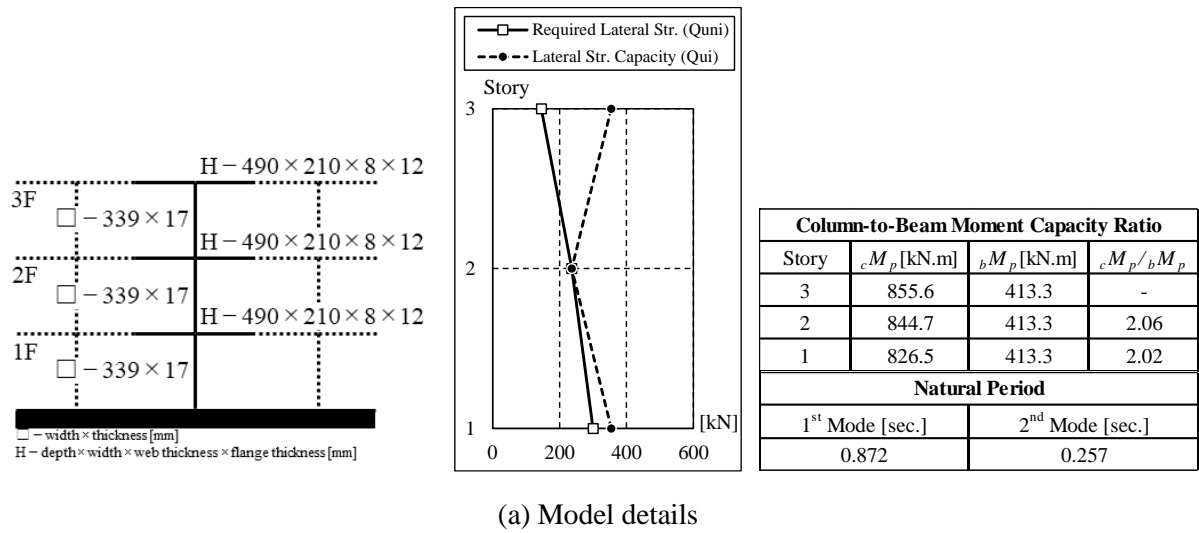 H－490×210×8×12
3F
□－339×17
H－490×210×8×12
2F
□－339×17
H－490×210×8×12
1F
□－339×17
□－width×thickness[mm]
H－depth×width×web thickness×flange thickness[mm]
Required Lateral Str. (Quni)
Lateral Str. Capacity (Qui)
Story
3
0 200 400 600
2
1
[kN]
0 200 400 600
Column-to-Beam Moment Capacity Ratio
Story cMp[kN.m] bMp[kN.m] cMp/bMp
3 855.6 413.3 -
2 844.7 413.3 2.06
1 826.5 413.3 2.02
Natural Period
1st Mode [sec.] 2nd Mode [sec.]
0.872 0.257
(a) Model details